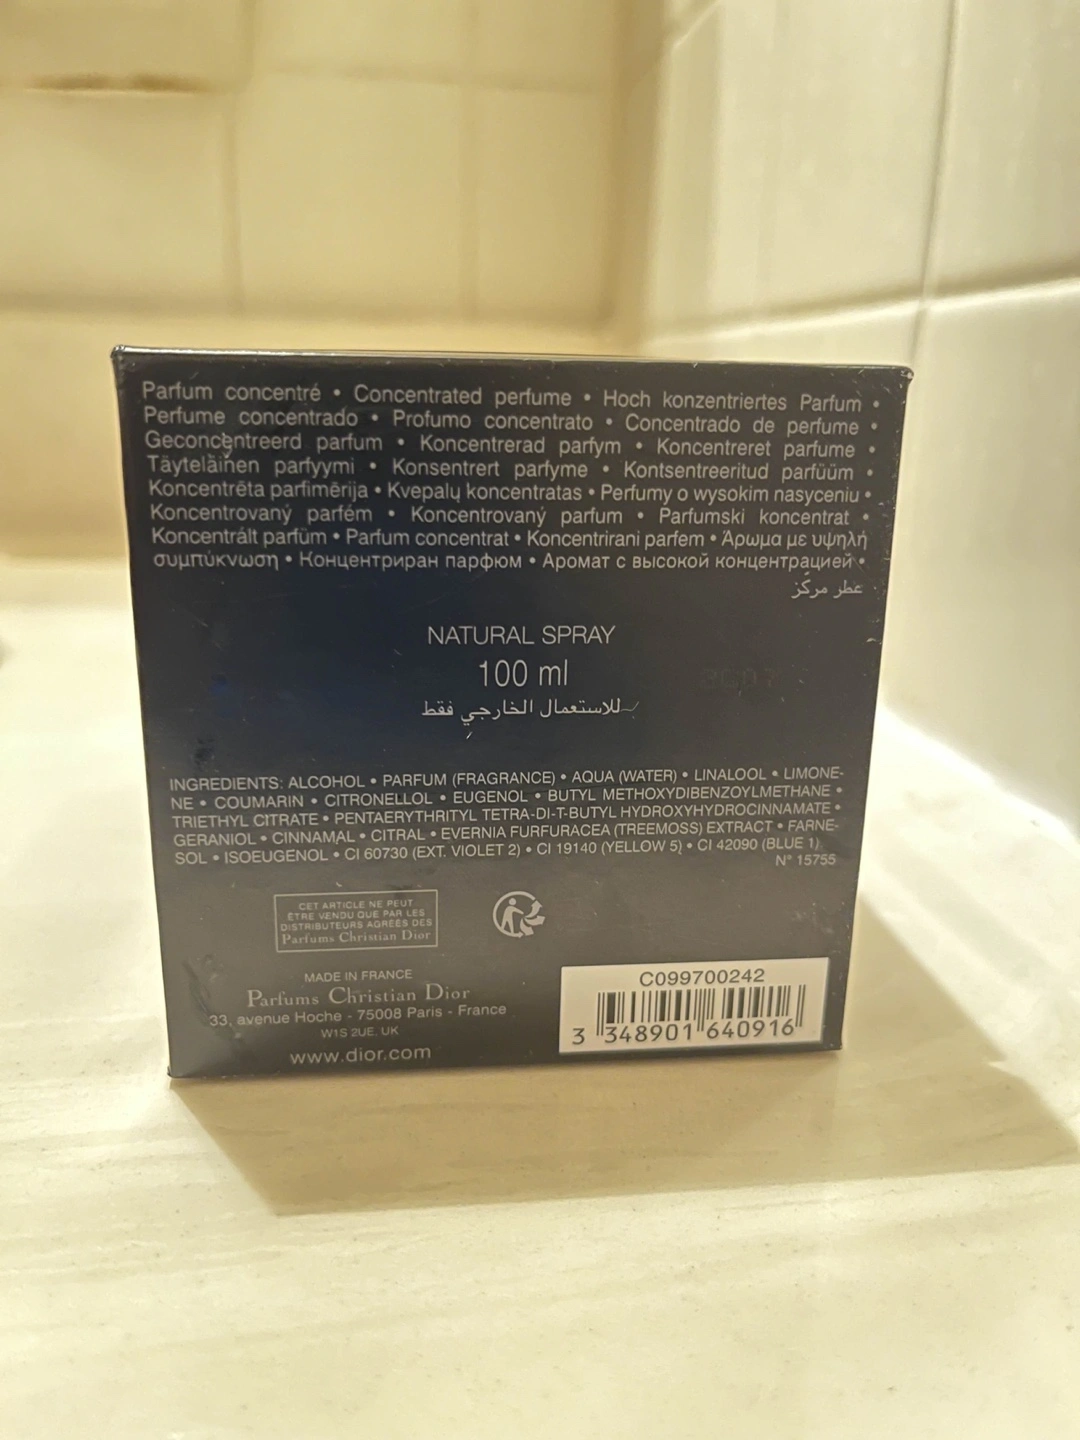 Parfum concentré • Concentrated perfume • Hoch konzentriertes Parfum •
Perfume concentrado • Profumo concentrato • Concentrado de perfume •
Geconcentreerd parfum • Koncentrerad parfym • Koncentreret parfume •
Täyteläinen parfyymi • Konsentrert parfyme • Kontsentreeritud parfüüm •
Koncentrēta parfimērija • Kvepalų koncentratas • Perfumy o wysokim nasyceniu •
Koncentrovaný parfém • Koncentrovaný parfum • Parfumski koncentrat •
Koncentrált parfüm • Parfum concentrat • Koncentrirani parfem • Άρωμα με υψηλή
συμπύκνωση • Концентриран парфюм • Аромат с высокой концентрацией •
عطر مركّز
NATURAL SPRAY
100 ml
للاستعمال الخارجي فقط
3G07
INGREDIENTS: ALCOHOL • PARFUM (FRAGRANCE) • AQUA (WATER) • LINALOOL • LIMONE-
NE • COUMARIN • CITRONELLOL • EUGENOL • BUTYL METHOXYDIBENZOYLMETHANE •
TRIETHYL CITRATE • PENTAERYTHRITYL TETRA-DI-T-BUTYL HYDROXYHYDROCINNAMATE •
GERANIOL • CINNAMAL • CITRAL • EVERNIA FURFURACEA (TREEMOSS) EXTRACT • FARNE-
SOL • ISOEUGENOL • CI 60730 (EXT. VIOLET 2) • CI 19140 (YELLOW 5) • CI 42090 (BLUE 1)
N° 15755
CET ARTICLE NE PEUT
ÊTRE VENDU QUE PAR LES
DISTRIBUTEURS AGRÉÉS DES
Parfums Christian Dior
MADE IN FRANCE
Parfums Christian Dior
33, avenue Hoche - 75008 Paris - France
W1S 2UE. UK
www.dior.com
C099700242
3 348901 640916